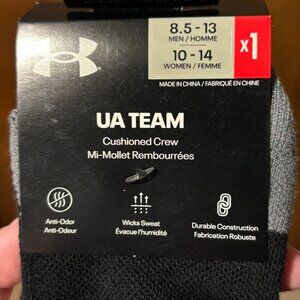 8.5 - 13
MEN / HOMME
10 - 14
WOMEN / FEMME
x1
MADE IN CHINA / FABRIQUÉ EN CHINE
UA TEAM
Cushioned Crew
Mi-Mollet Rembourrées
Anti-Odor
Anti-Odeur
Wicks Sweat
Évacue l'humidité
Durable Construction
Fabrication Robuste